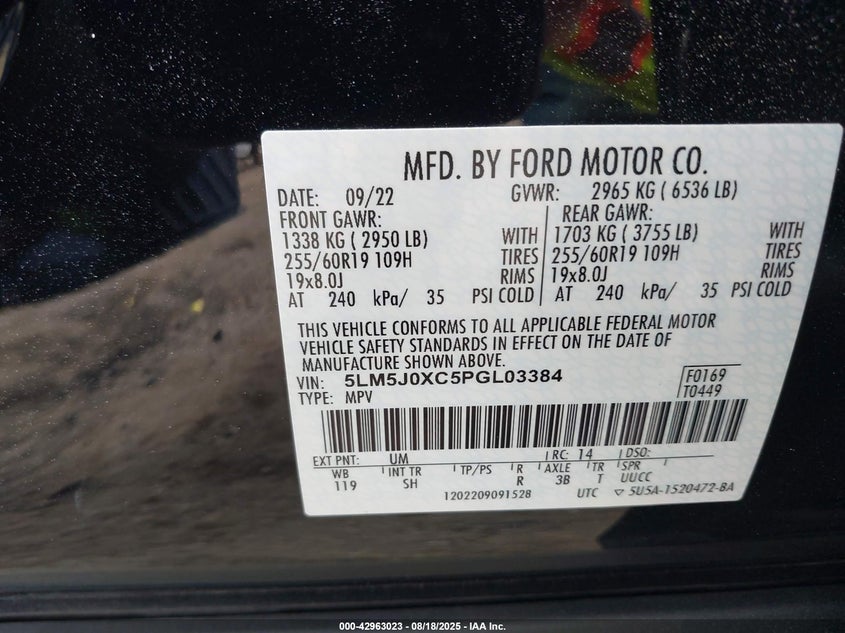 MFD. BY FORD MOTOR CO.
DATE: 09/22 GVWR: 2965 KG ( 6536 LB)
FRONT GAWR: REAR GAWR:
1338 KG ( 2950 LB) WITH 1703 KG ( 3755 LB) WITH
255/60R19 109H TIRES 255/60R19 109H TIRES
19x8.0J RIMS 19x8.0J RIMS
AT 240 kPa/ 35 PSI COLD AT 240 kPa/ 35 PSI COLD
THIS VEHICLE CONFORMS TO ALL APPLICABLE FEDERAL MOTOR
VEHICLE SAFETY STANDARDS IN EFFECT ON THE DATE OF
MANUFACTURE SHOWN ABOVE.
VIN: 5LM5J0XC5PGL03384 F0169
TYPE: MPV T0449
EXT PNT: UM RC: 14 DSO:
WB INT TR TP/PS R AXLE TR SPR
119 SH R 3B T UUCC
1202209091528 UTC ▽ 5U5A-1520472-BA
000-42963023 - 08/18/2025 - IAA Inc.